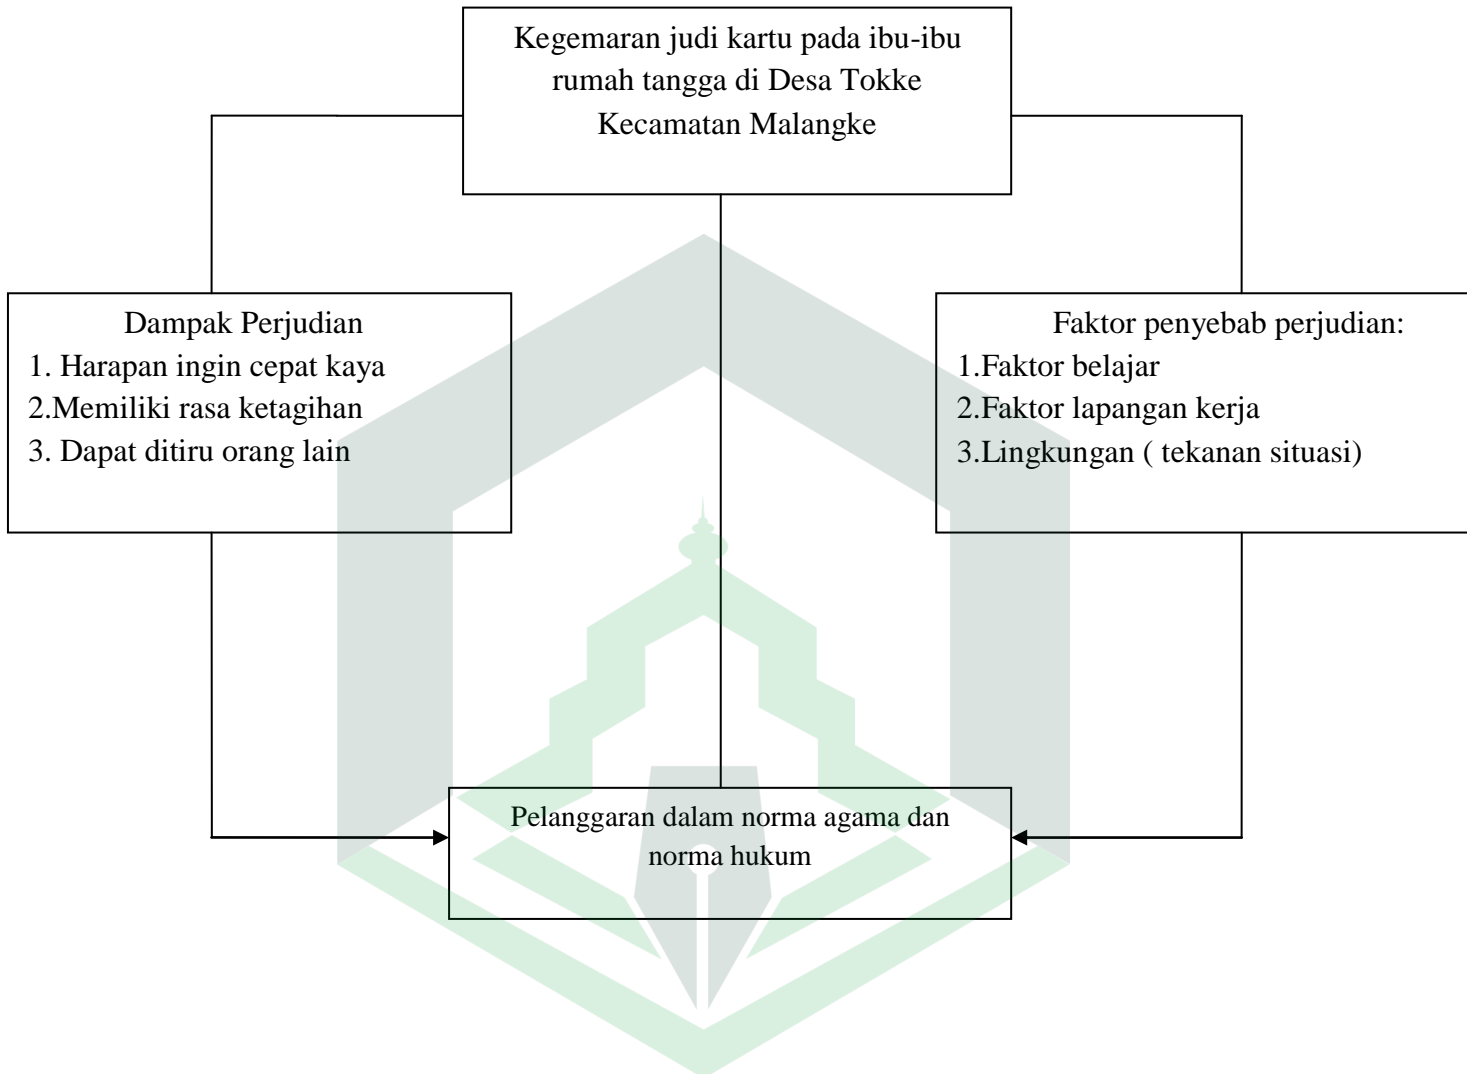 Kegemaran judi kartu pada ibu-ibu
rumah tangga di Desa Tokke
Kecamatan Malangke
Dampak Perjudian
1. Harapan ingin cepat kaya
2.Memiliki rasa ketagihan
3. Dapat ditiru orang lain
Faktor penyebab perjudian:
1.Faktor belajar
2.Faktor lapangan kerja
3.Lingkungan ( tekanan situasi)
Pelanggaran dalam norma agama dan
norma hukum